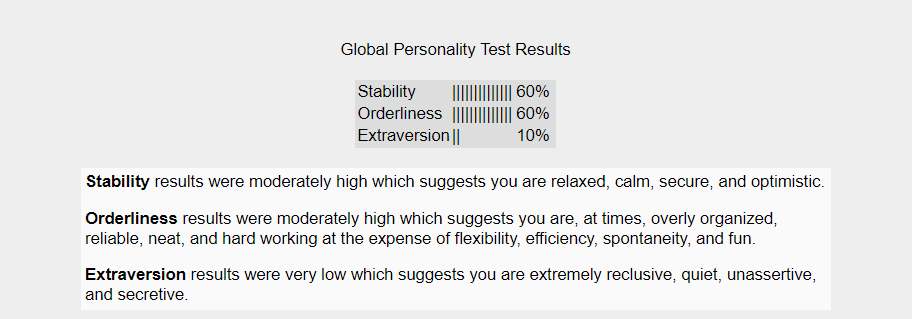 Global Personality Test Results
Stability |||||||||||||| 60%
Orderliness |||||||||||||| 60%
Extraversion || 10%
Stability results were moderately high which suggests you are relaxed, calm, secure, and optimistic.
Orderliness results were moderately high which suggests you are, at times, overly organized,
reliable, neat, and hard working at the expense of flexibility, efficiency, spontaneity, and fun.
Extraversion results were very low which suggests you are extremely reclusive, quiet, unassertive,
and secretive.